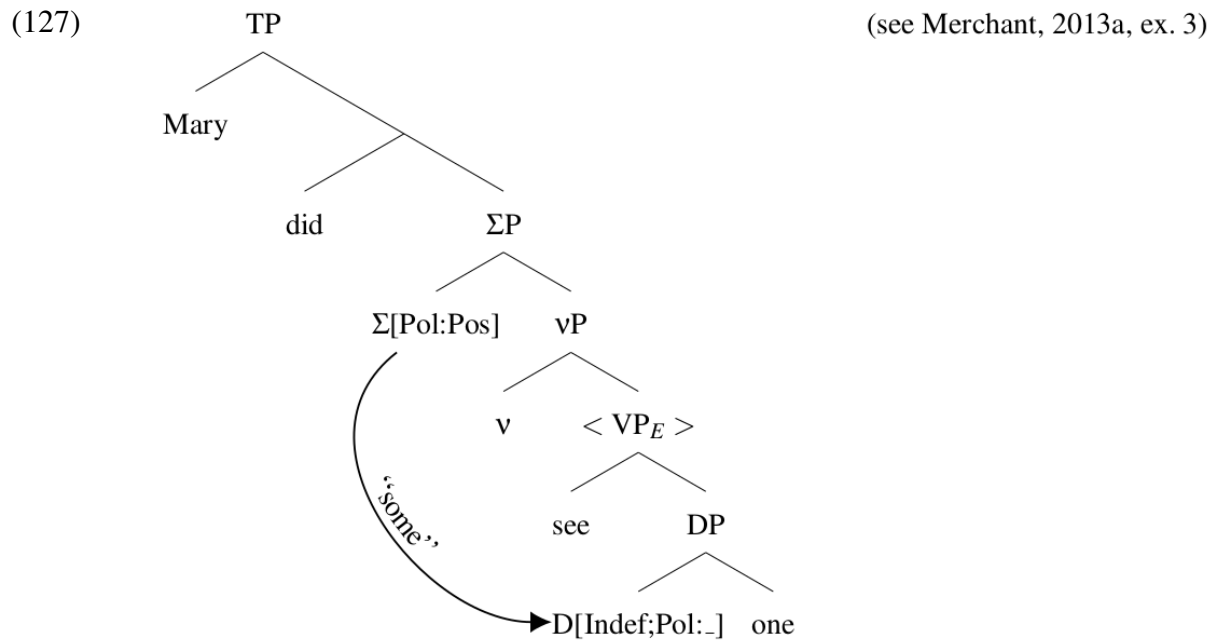 (127) TP (see Merchant, 2013a, ex. 3)
Mary
did ΣP
Σ[Pol:Pos] νP
ν < VP_E >
“some”
see DP
D[Indef;Pol:_] one